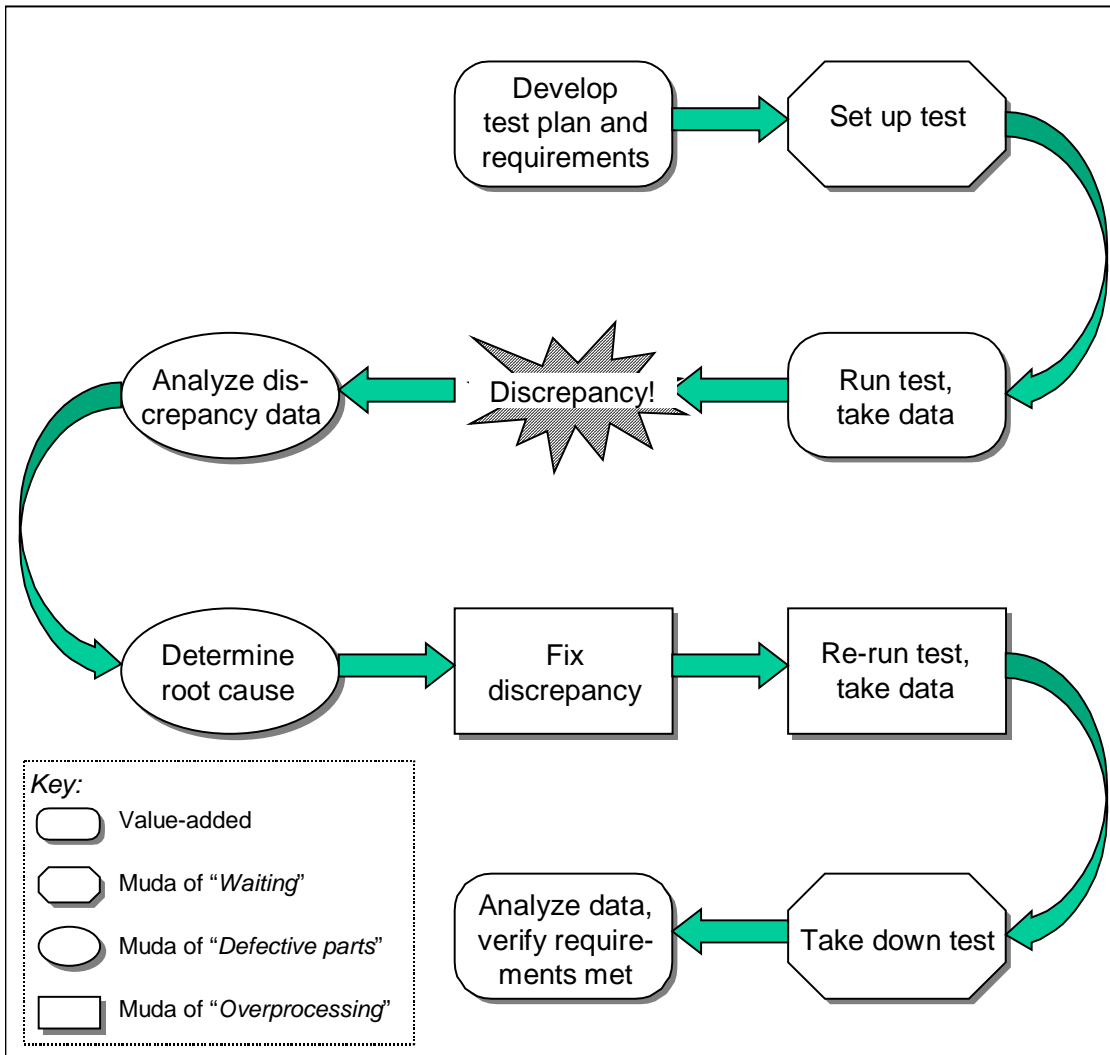 Develop
test plan and
requirements
Set up test
Run test,
take data
Discrepancy!
Analyze dis-
crepancy data
Determine
root cause
Fix
discrepancy
Re-run test,
take data
Take down test
Analyze data,
verify require-
ments met
Key:
Value-added
Muda of “Waiting”
Muda of “Defective parts”
Muda of “Overprocessing”